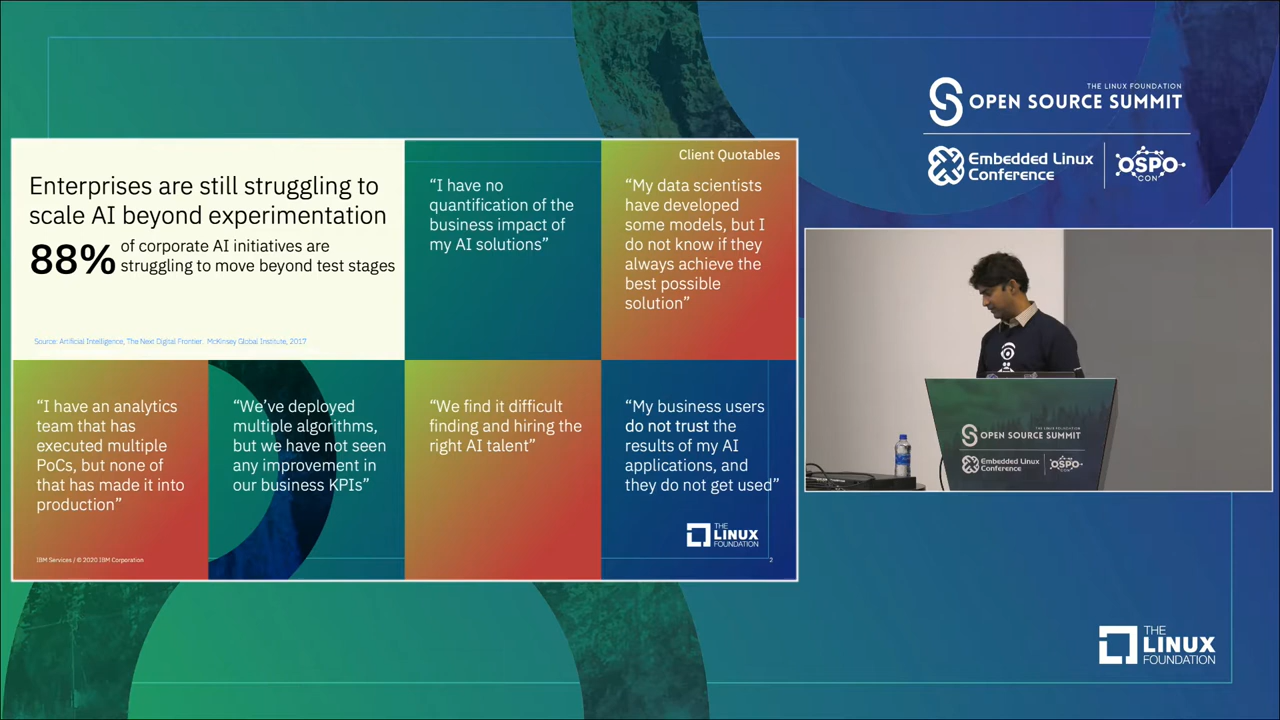 THE LINUX FOUNDATION
OPEN SOURCE SUMMIT
Embedded Linux
Conference
OSPO
CON
Enterprises are still struggling to
scale AI beyond experimentation
88%
of corporate AI initiatives are
struggling to move beyond test stages
Source: Artificial Intelligence, The Next Digital Frontier. McKinsey Global Institute, 2017
“I have no
quantification of the
business impact of
my AI solutions”
Client Quotables
“My data scientists
have developed
some models, but I
do not know if they
always achieve the
best possible
solution”
“I have an analytics
team that has
executed multiple
PoCs, but none of
that has made it into
production”
“We’ve deployed
multiple algorithms,
but we have not seen
any improvement in
our business KPIs”
“We find it difficult
finding and hiring the
right AI talent”
“My business users
do not trust the
results of my AI
applications, and
they do not get used”
IBM Services / © 2020 IBM Corporation
THE
LINUX
FOUNDATION
2
THE LINUX FOUNDATION
OPEN SOURCE SUMMIT
Embedded Linux
Conference
OSPO
CON
THE
LINUX
FOUNDATION